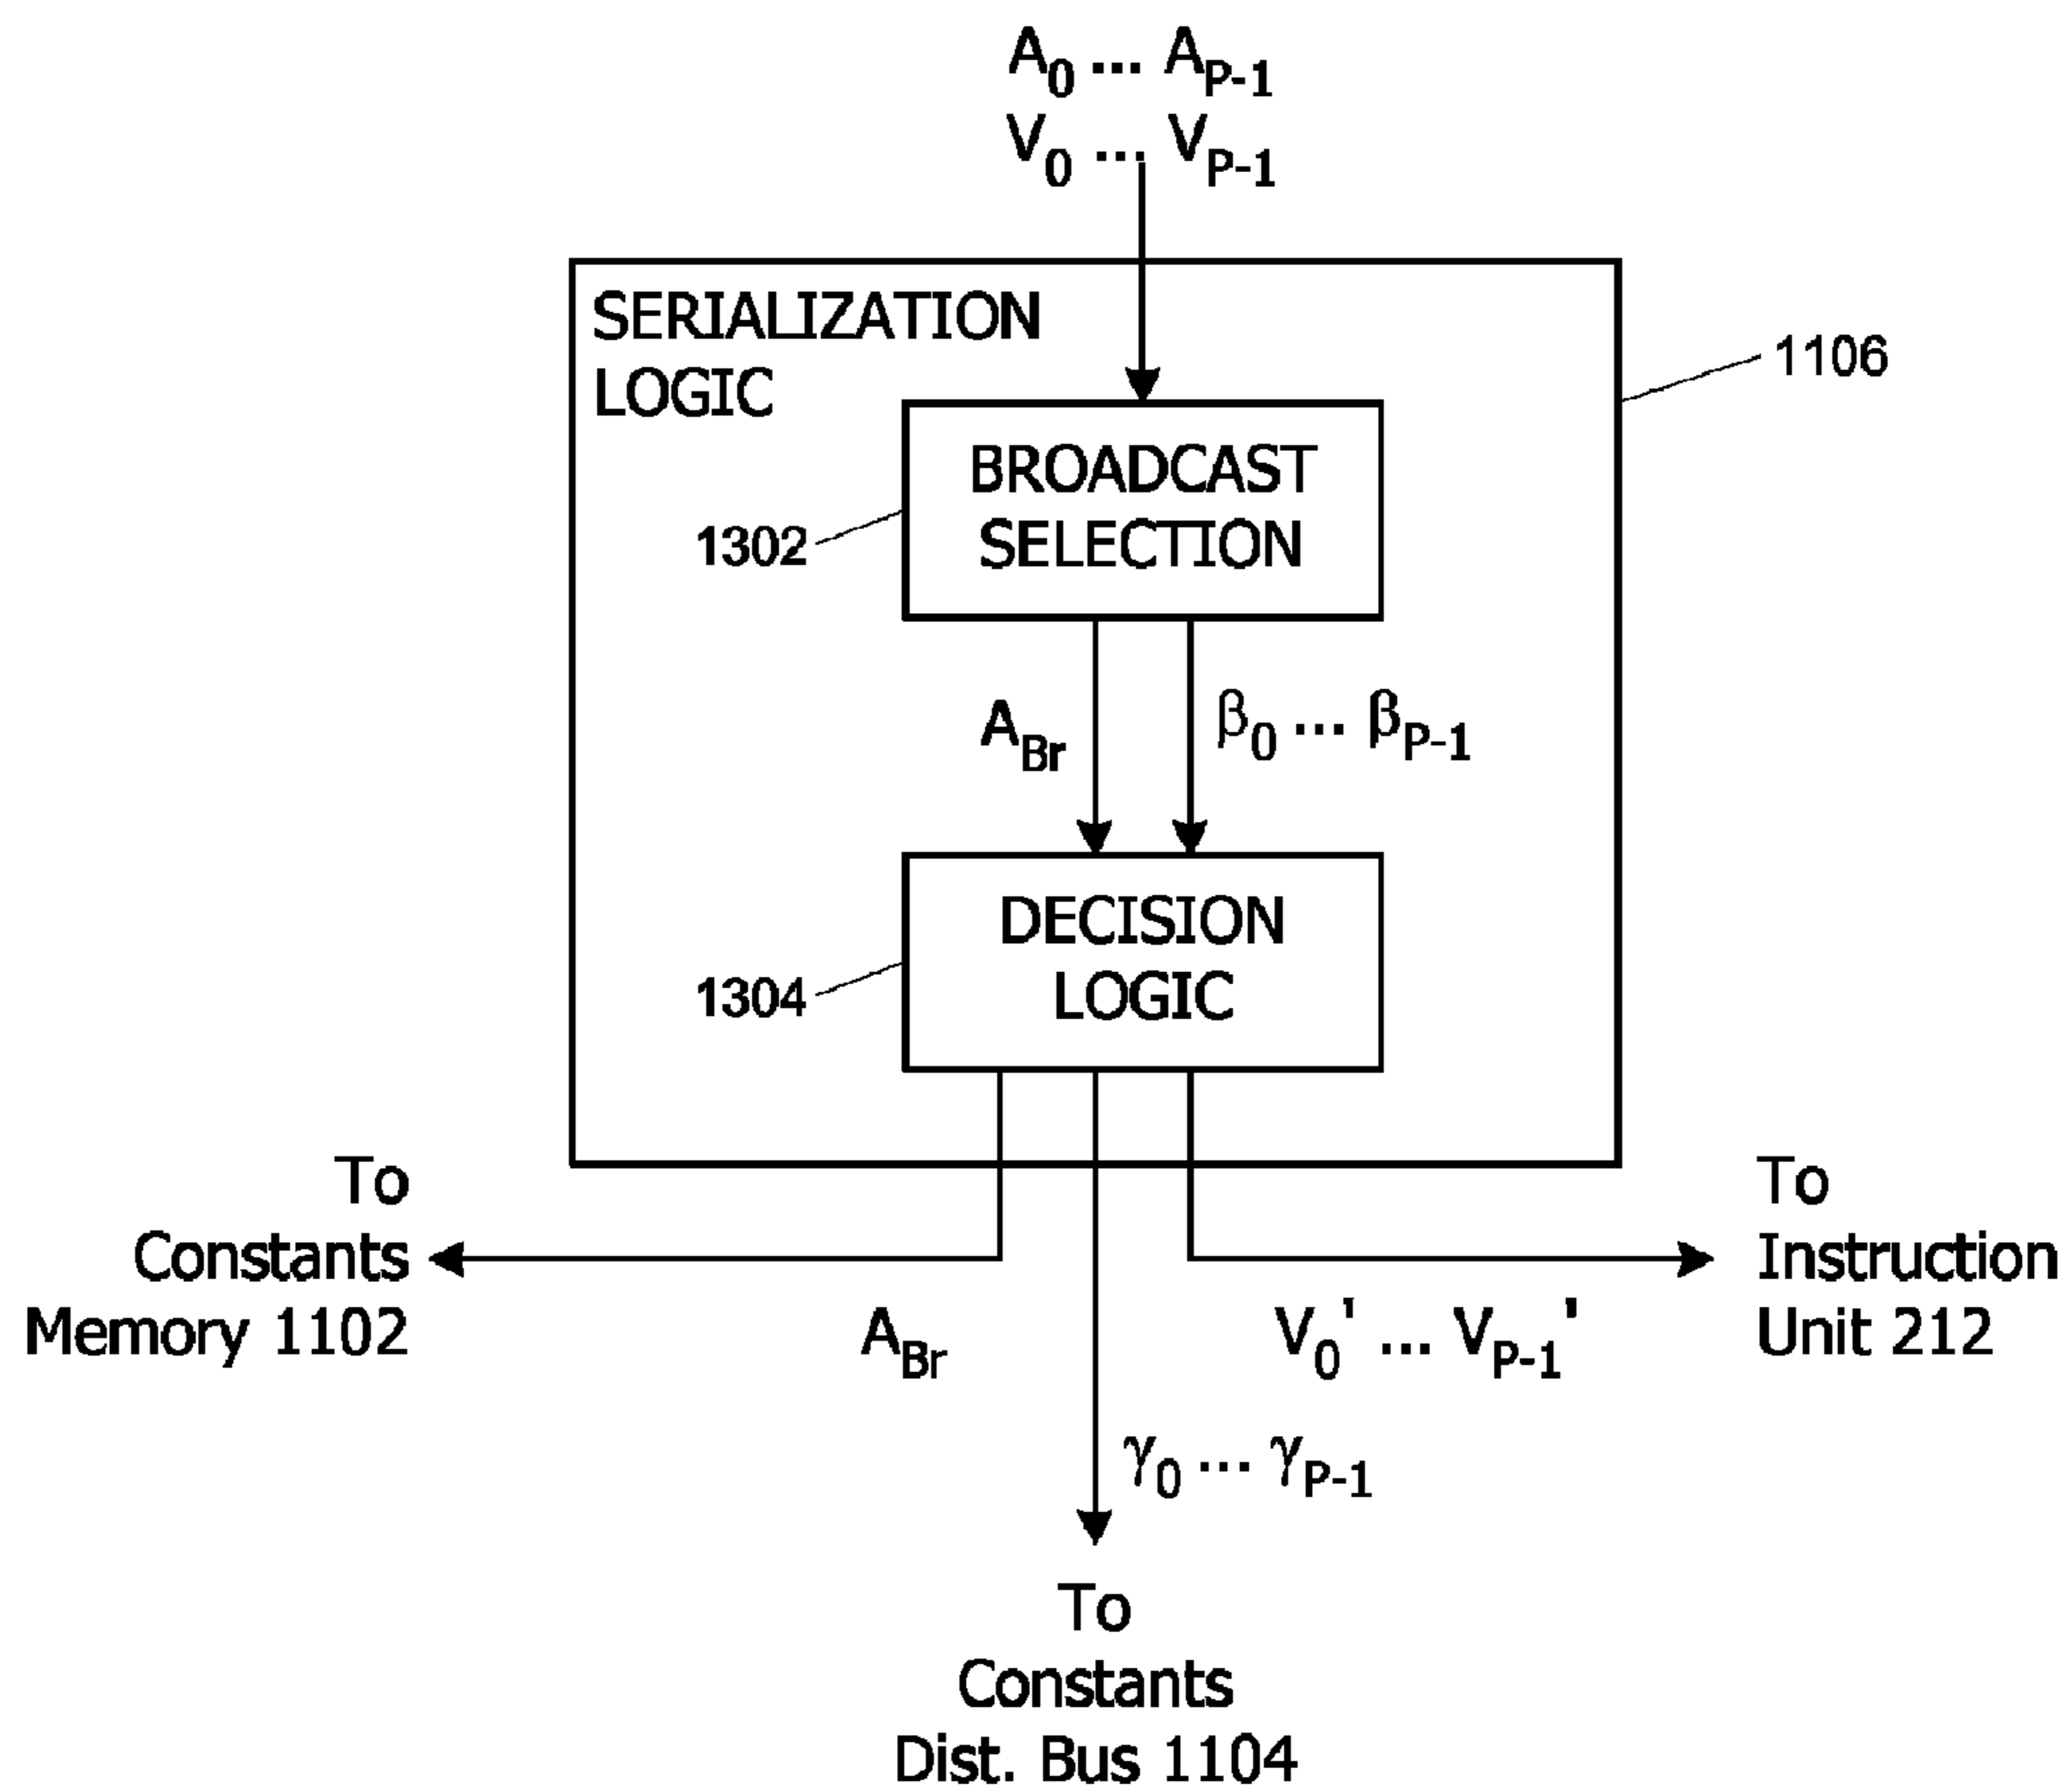 A0 ... AP-1
V0 ... VP-1
SERIALIZATION
LOGIC
1106
BROADCAST
SELECTION
1302
ABr
β0 ... βP-1
DECISION
LOGIC
1304
To
Constants
Memory 1102
To
Instruction
Unit 212
ABr
V0' ... VP-1'
γ0 ... γP-1
To
Constants
Dist. Bus 1104